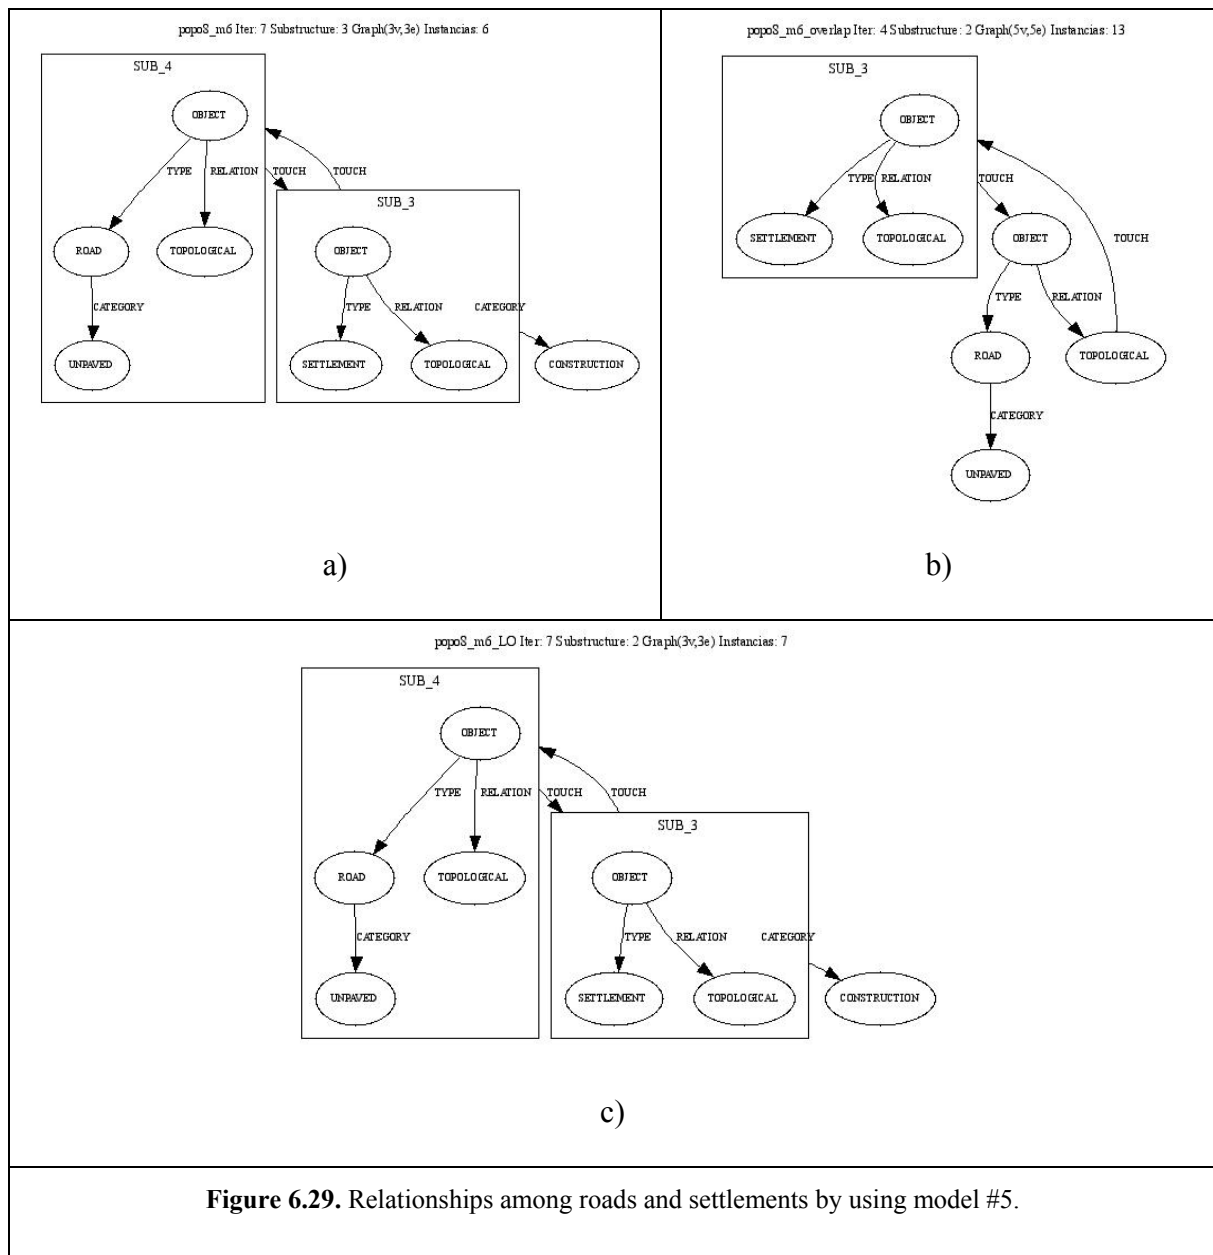 popo8_m6 Iter: 7 Substructure: 3 Graph(3v,3e) Instancias: 6
SUB_4
OBJECT
TYPE RELATION TOUCH TOUCH
SUB_3
ROAD TOPOLOGICAL OBJECT
CATEGORY TYPE RELATION CATEGORY
UNPAVED SETTLEMENT TOPOLOGICAL CONSTRUCTION
a)
popo8_m6_overlap Iter: 4 Substructure: 2 Graph(5v,5e) Instancias: 13
SUB_3
OBJECT
TYPE RELATION TOUCH
SETTLEMENT TOPOLOGICAL OBJECT TOUCH
TYPE RELATION
ROAD TOPOLOGICAL
CATEGORY
UNPAVED
b)
popo8_m6_LO Iter: 7 Substructure: 2 Graph(3v,3e) Instancias: 7
SUB_4
OBJECT
TYPE RELATION TOUCH TOUCH
SUB_3
ROAD TOPOLOGICAL OBJECT
CATEGORY TYPE RELATION CATEGORY
UNPAVED SETTLEMENT TOPOLOGICAL CONSTRUCTION
c)
Figure 6.29. Relationships among roads and settlements by using model #5.